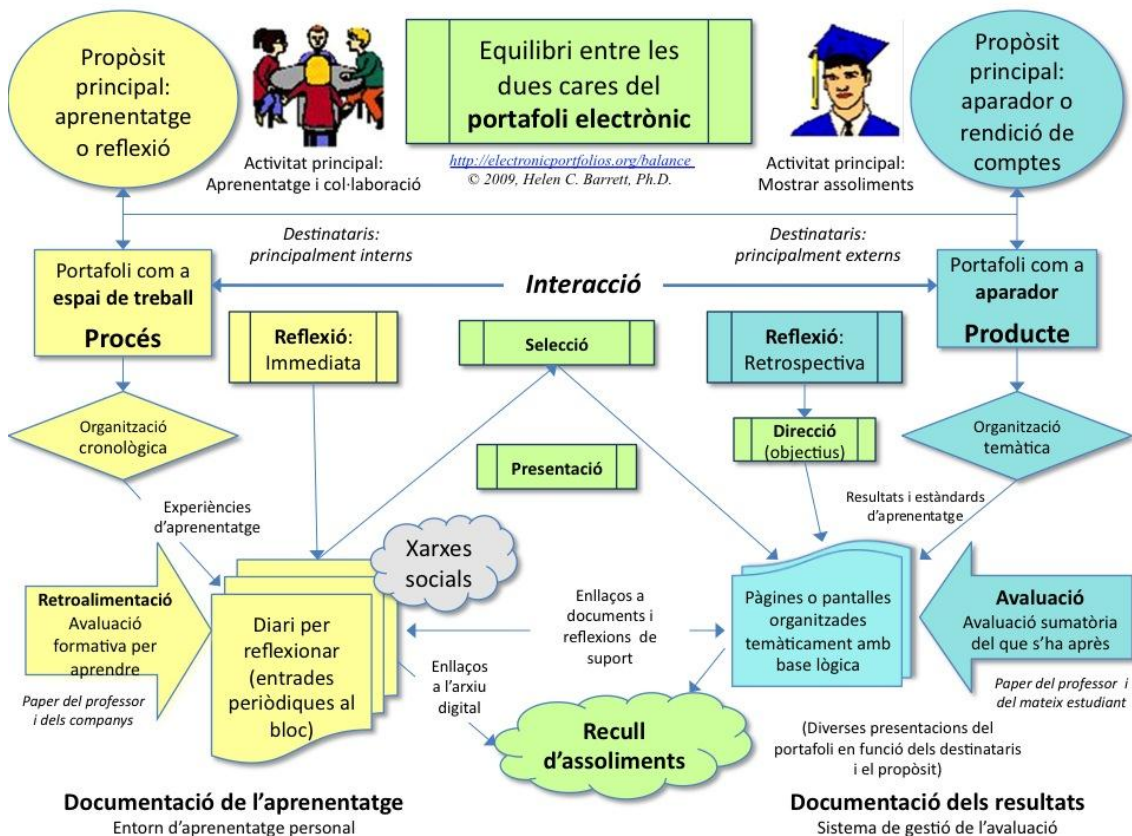 Propòsit
principal:
aprenentatge
o reflexió
Activitat principal:
Aprenentatge i col·laboració
Equilibri entre les
dues cares del
portafoli electrònic
http://electronicportfolios.org/balance
© 2009, Helen C. Barrett, Ph.D.
Activitat principal:
Mostrar assoliments
Propòsit
principal:
aparador o
rendició de
comptes
Destinataris:
principalment interns
Destinataris:
principalment externs
Portafoli com a
espai de treball
Procés
Interacció
Portafoli com a
aparador
Producte
Reflexió:
Immediata
Selecció
Reflexió:
Retrospectiva
Organització
cronològica
Presentació
Direcció
(objectius)
Organització
temàtica
Experiències
d’aprenentatge
Resultats i estàndards
d’aprenentatge
Xarxes
socials
Retroalimentació
Avaluació
formativa per
aprendre
Paper del professor
i dels companys
Diari per
reflexionar
(entrades
periòdiques al
bloc)
Enllaços a
documents i
reflexions de
suport
Enllaços
a l’arxiu
digital
Pàgines o pantalles
organitzades
temàticament amb
base lògica
Avaluació
Avaluació sumatòria
del que s’ha après
Paper del professor i
del mateix estudiant
Recull
d’assoliments
(Diverses presentacions del
portafoli en funció dels destinataris
i el propòsit)
Documentació de l’aprenentatge
Entorn d’aprenentatge personal
Documentació dels resultats
Sistema de gestió de l’avaluació